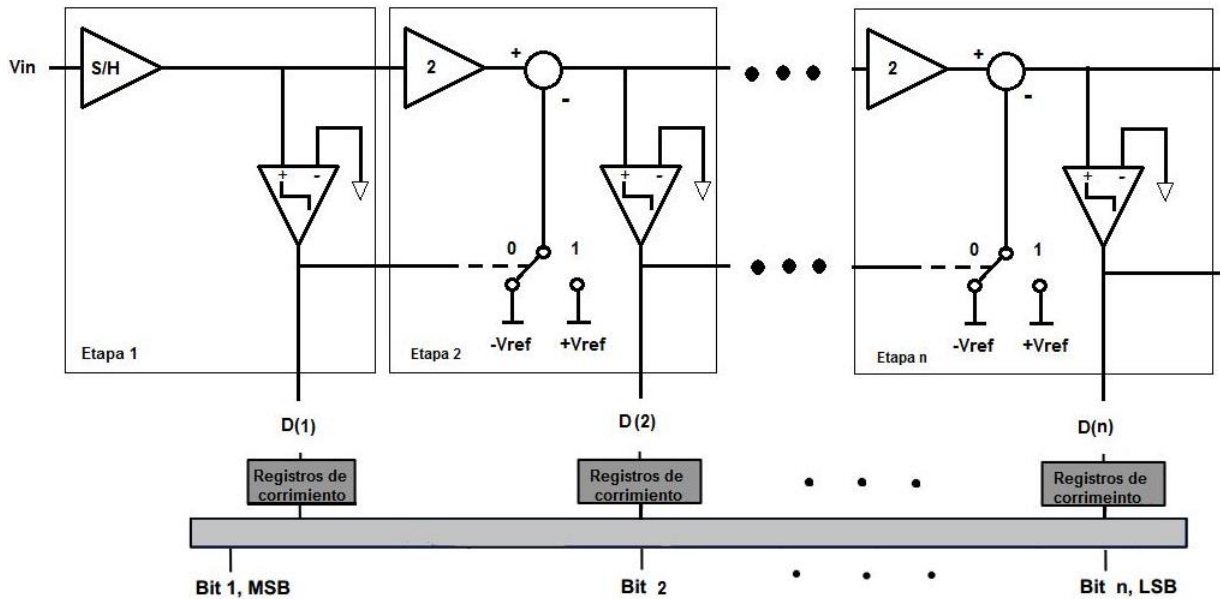 Vin
S/H
+ -
Etapa 1
2
+
-
+ -
0 1
-Vref +Vref
Etapa 2
2
+
-
+ -
0 1
-Vref +Vref
Etapa n
D(1)
D(2)
D(n)
Registros de
corrimiento
Registros de
corrimiento
Registros de
corrimeinto
Bit 1, MSB
Bit 2
Bit n, LSB